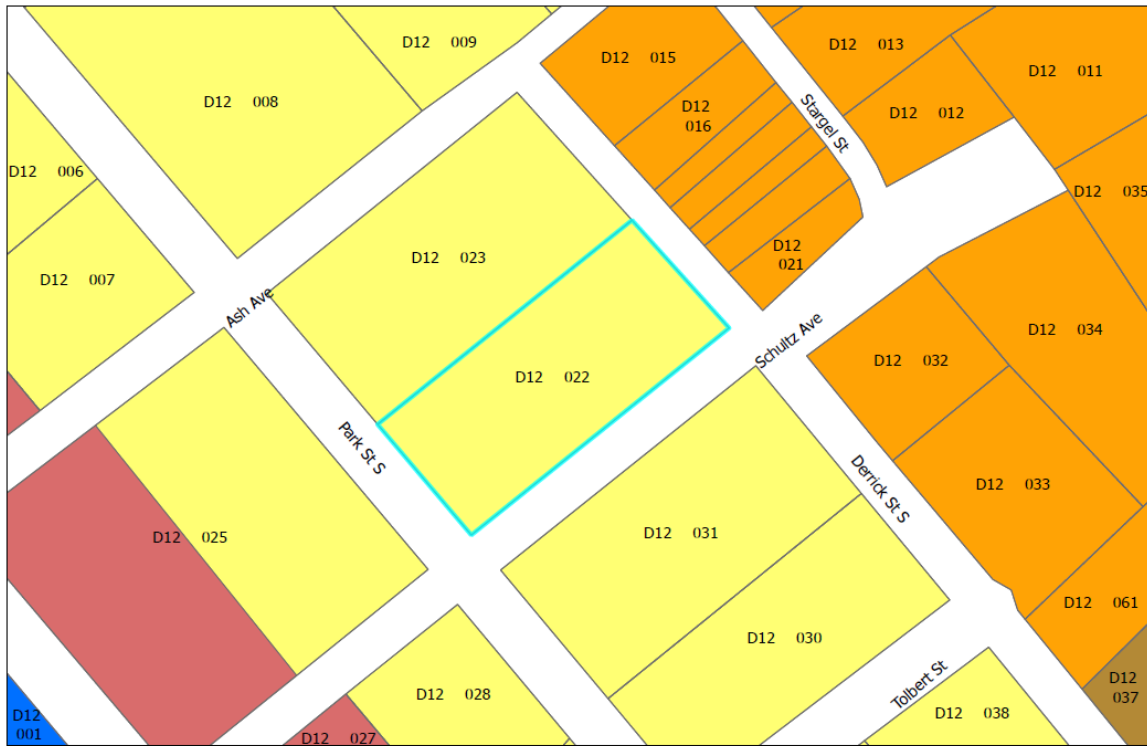 D12 009
D12 013
D12 015
D12 011
D12 008
D12
016
D12 012
Stargel St
D12 006
D12 035
D12 023
D12
021
D12 007
Ash Ave
Schultz Ave
D12 034
D12 032
D12 022
Park St S
Derrick St S
D12 033
D12 031
D12 025
D12 061
D12 030
D12
037
Tolbert St
D12 028
D12 038
D12
001
D12 027